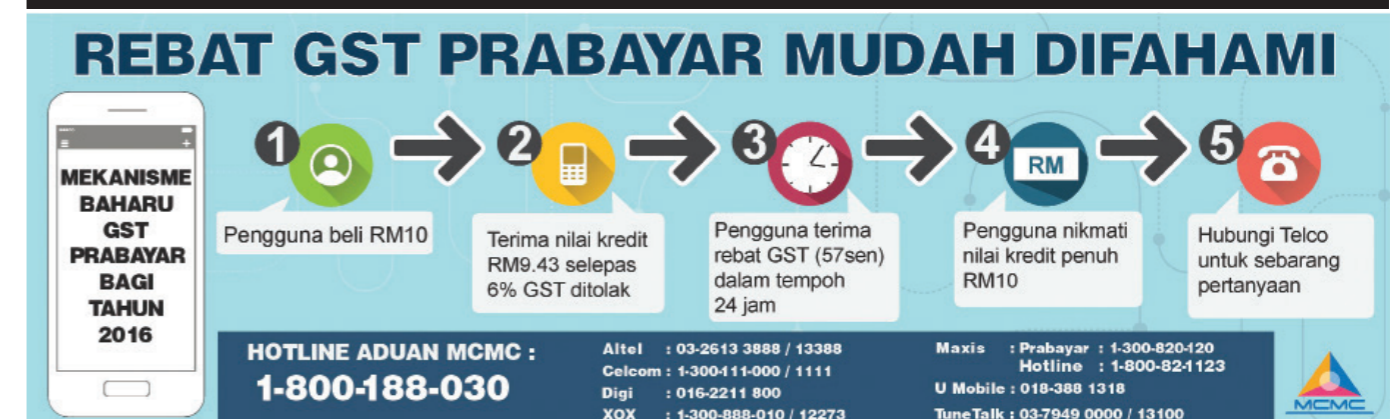 REBAT GST PRABAYAR MUDAH DIFAHAMI
MEKANISME
BAHARU
GST
PRABAYAR
BAGI
TAHUN
2016
1
Pengguna beli RM10
2
Terima nilai kredit
RM9.43 selepas
6% GST ditolak
3
Pengguna terima
rebat GST (57sen)
dalam tempoh
24 jam
4
RM
Pengguna nikmati
nilai kredit penuh
RM10
5
Hubungi Telco
untuk sebarang
pertanyaan
HOTLINE ADUAN MCMC :
1-800-188-030
Altel : 03-2613 3888 / 13388
Celcom : 1-300-111-000 / 1111
Digi : 016-2211 800
XOX : 1-300-888-010 / 12273
Maxis : Prabayar : 1-300-820-120
Hotline : 1-800-82-1123
U Mobile : 018-388 1318
TuneTalk : 03-7949 0000 / 13100
MCMC